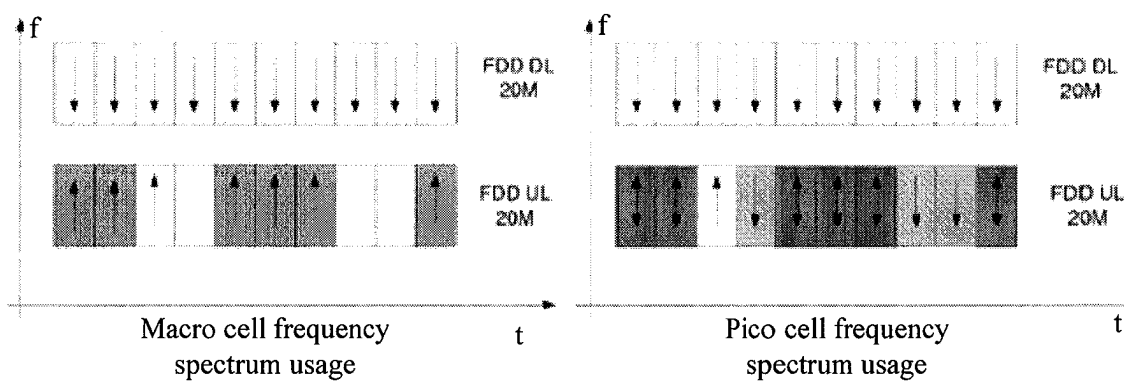 f
FDD DL
20M
FDD UL
20M
t
Macro cell frequency
spectrum usage
f
FDD DL
20M
FDD UL
20M
t
Pico cell frequency
spectrum usage